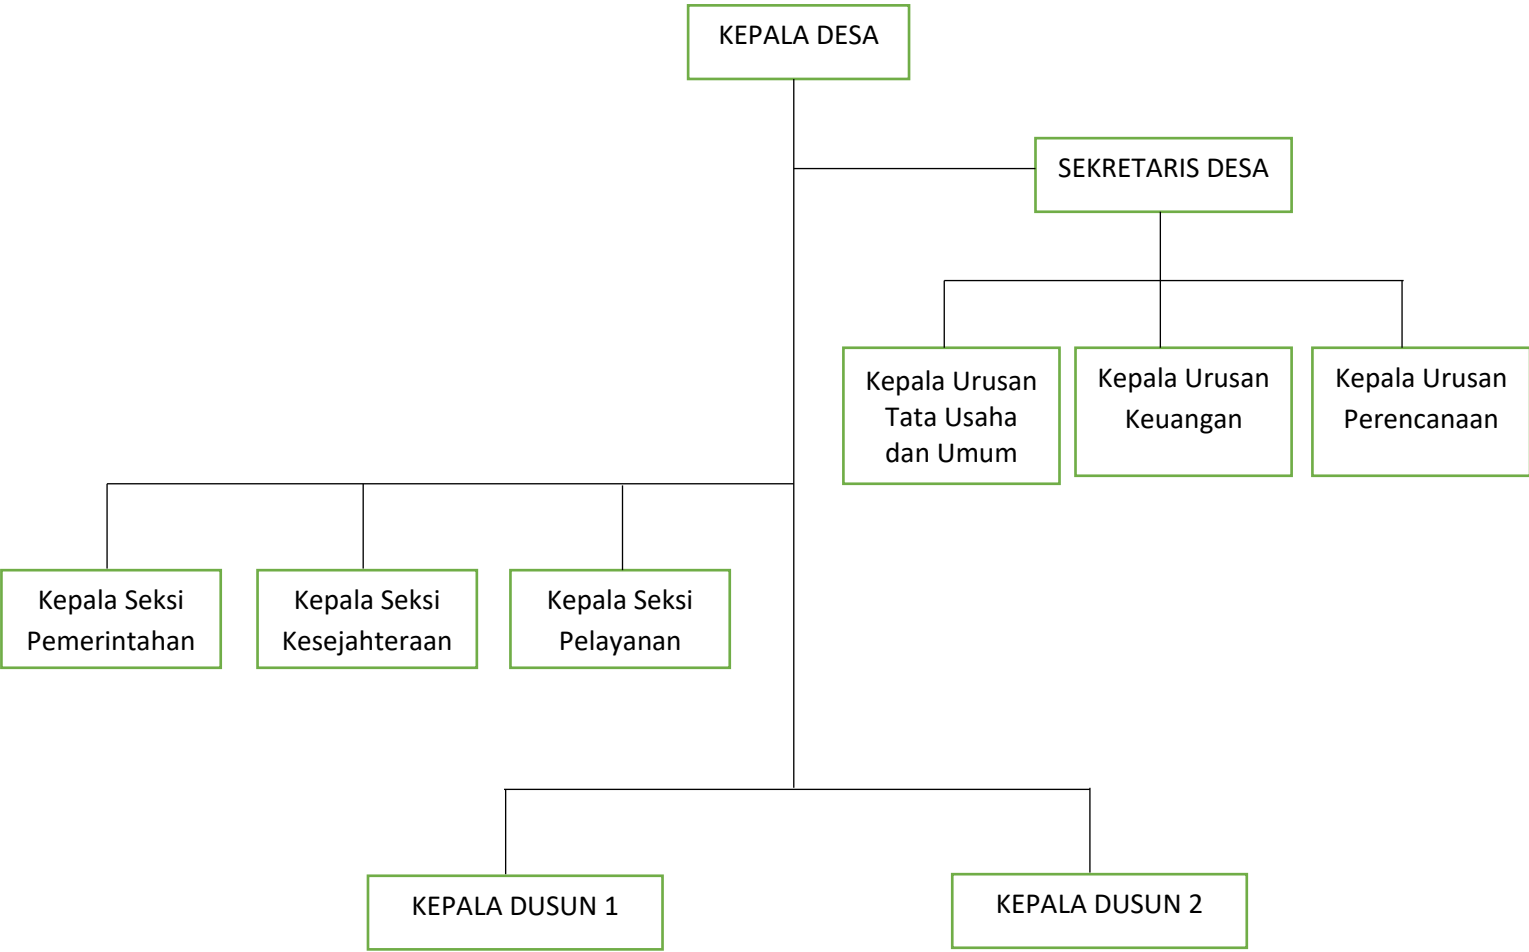 KEPALA DESA
SEKRETARIS DESA
Kepala Urusan
Tata Usaha
dan Umum
Kepala Urusan
Keuangan
Kepala Urusan
Perencanaan
Kepala Seksi
Pemerintahan
Kepala Seksi
Kesejahteraan
Kepala Seksi
Pelayanan
KEPALA DUSUN 1
KEPALA DUSUN 2